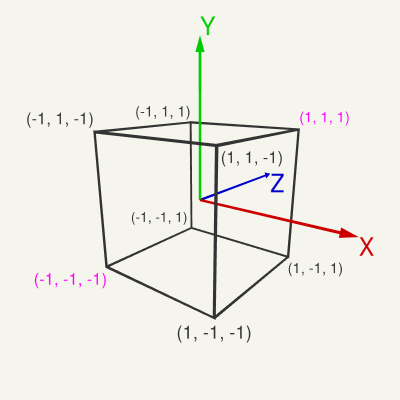 Y
(-1, 1, 1)
(-1, 1, -1)
(1, 1, 1)
(1, 1, -1)
Z
(-1, -1, 1)
X
(1, -1, 1)
(-1, -1, -1)
(1, -1, -1)